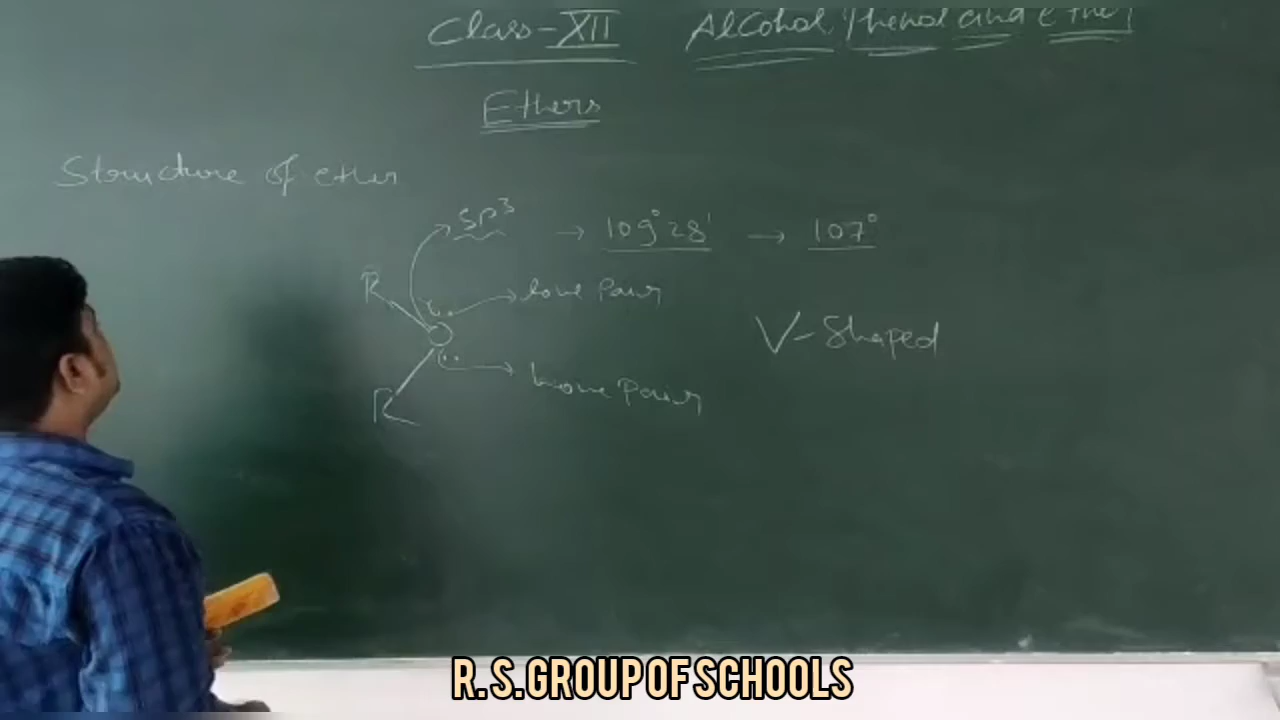 Class-XII Alcohol, Phenol and ether
Ethers
Structure of ether
SP³ → 109°28' → 107°
R
lone Pair
O
V-Shaped
lone Pair
R
R. S. GROUP OF SCHOOLS